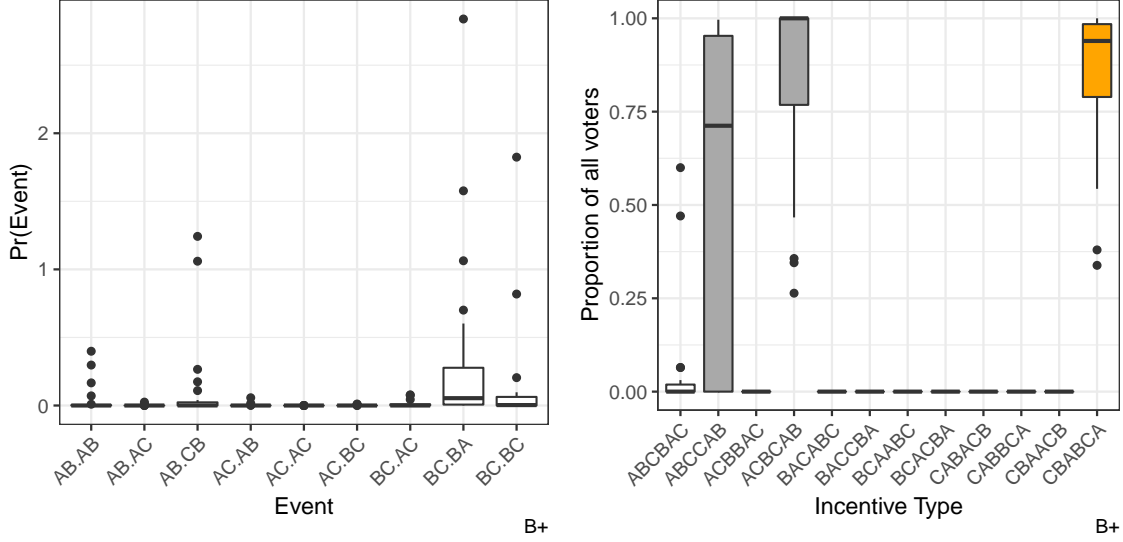 Pr(Event)
2
1
0
AB.AB
AB.AC
AB.CB
AC.AB
AC.AC
AC.BC
BC.AC
BC.BA
BC.BC
Event
B+
Proportion of all voters
1.00
0.75
0.50
0.25
0.00
ABCBAC
ABCCAB
ACBBAC
ACBCAB
BACABC
BACCBA
BCAABC
BCACBA
CABACB
CABBCA
CBAACB
CBABCA
Incentive Type
B+